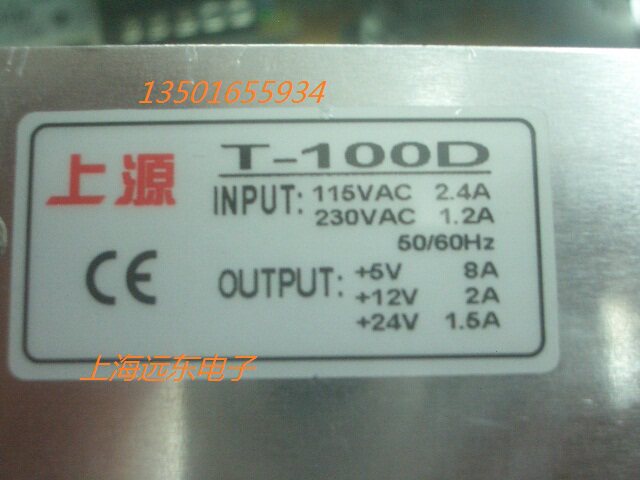 13501655934
上源
T-100D
INPUT: 115VAC 2.4A
230VAC 1.2A
50/60Hz
CE
OUTPUT: +5V 8A
+12V 2A
+24V 1.5A
上海远东电子